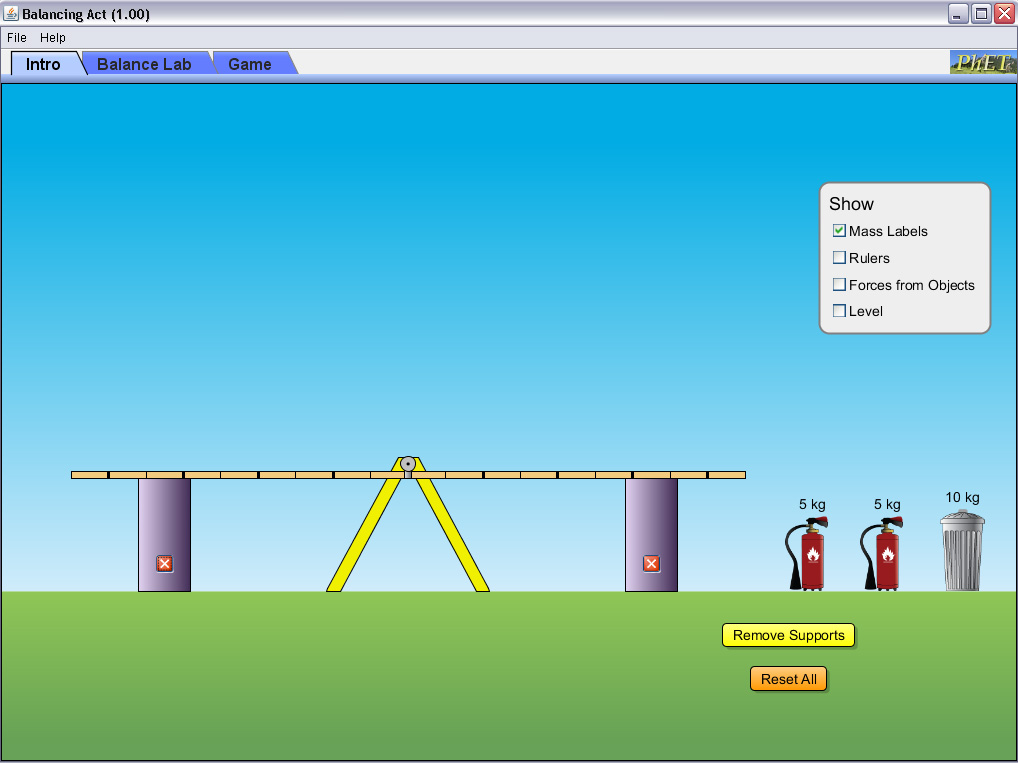 Balancing Act (1.00)
File Help
Intro Balance Lab Game
PhET
Show
Mass Labels
Rulers
Forces from Objects
Level
5 kg 5 kg 10 kg
Remove Supports
Reset All